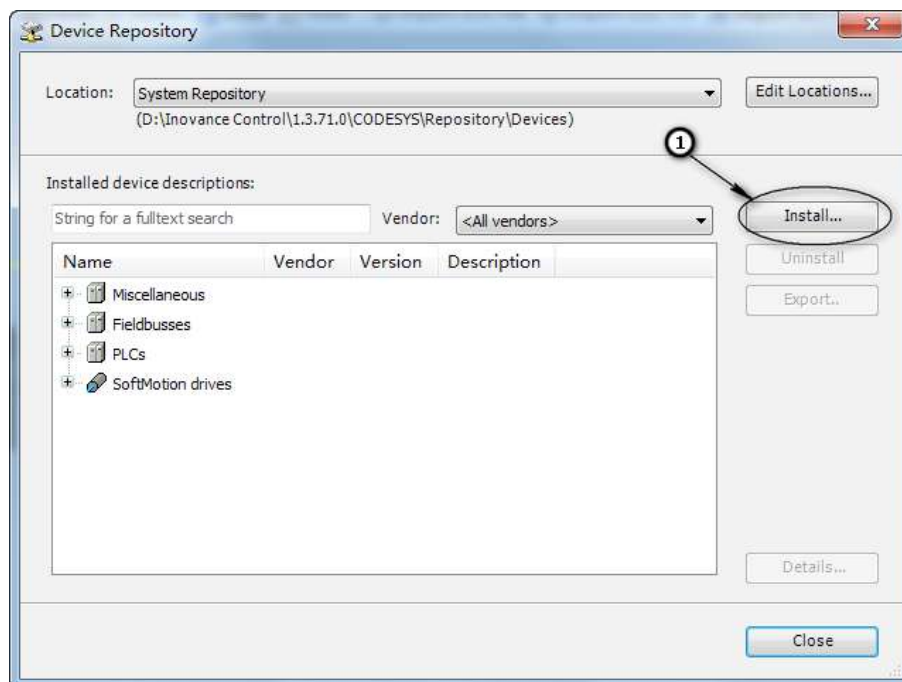 Device Repository
Location: System Repository Edit Locations...
(D:\Inovance Control\1.3.71.0\CODESYS\Repository\Devices)
1
Installed device descriptions:
String for a fulltext search Vendor: <All vendors> Install...
Name Vendor Version Description Uninstall
Miscellaneous Export..
Fieldbusses
PLCs
SoftMotion drives
Details...
Close